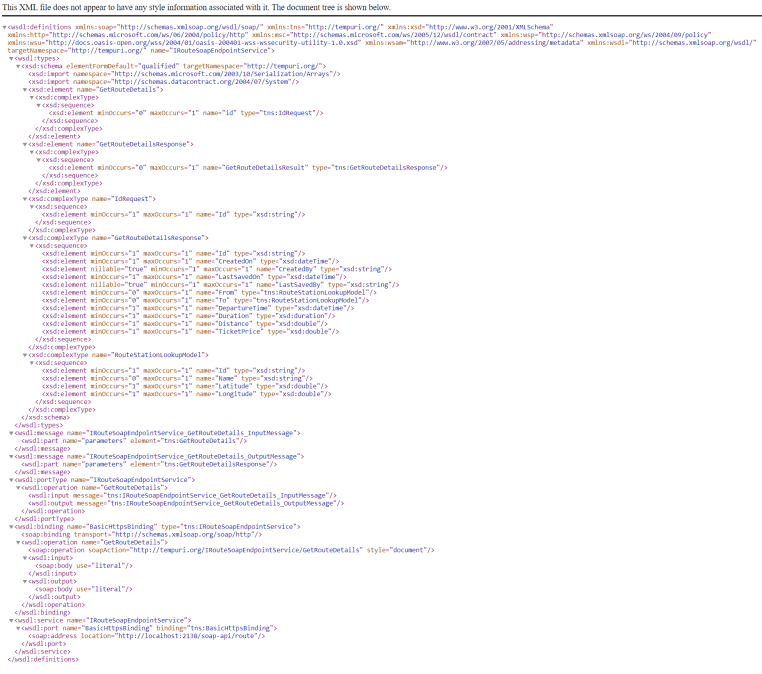 This XML file does not appear to have any style information associated with it. The document tree is shown below.
<wsdl:definitions xmlns:soap="http://schemas.xmlsoap.org/wsdl/soap/" xmlns:tns="http://tempuri.org/" xmlns:xsd="http://www.w3.org/2001/XMLSchema"
xmlns:http="http://schemas.microsoft.com/ws/06/2004/policy/http" xmlns:msc="http://schemas.microsoft.com/ws/2005/12/wsdl/contract" xmlns:wsp="http://schemas.xmlsoap.org/ws/2004/09/policy"
xmlns:wsu="http://docs.oasis-open.org/wss/2004/01/oasis-200401-wss-wssecurity-utility-1.0.xsd" xmlns:wsam="http://www.w3.org/2007/05/addressing/metadata" xmlns:wsdl="http://schemas.xmlsoap.org/wsdl/"
targetNamespace="http://tempuri.org/" name="IRouteSoapEndpointService">
<wsdl:types>
<xsd:schema elementFormDefault="qualified" targetNamespace="http://tempuri.org/">
<xsd:import namespace="http://schemas.microsoft.com/2003/10/Serialization/Arrays"/>
<xsd:import namespace="http://schemas.datacontract.org/2004/07/System"/>
<xsd:element name="GetRouteDetails">
<xsd:complexType>
<xsd:sequence>
<xsd:element minOccurs="0" maxOccurs="1" name="id" type="tns:IdRequest"/>
</xsd:sequence>
</xsd:complexType>
</xsd:element>
<xsd:element name="GetRouteDetailsResponse">
<xsd:complexType>
<xsd:sequence>
<xsd:element minOccurs="0" maxOccurs="1" name="GetRouteDetailsResult" type="tns:GetRouteDetailsResponse"/>
</xsd:sequence>
</xsd:complexType>
</xsd:element>
<xsd:complexType name="IdRequest">
<xsd:sequence>
<xsd:element minOccurs="1" maxOccurs="1" name="Id" type="xsd:string"/>
</xsd:sequence>
</xsd:complexType>
<xsd:complexType name="GetRouteDetailsResponse">
<xsd:sequence>
<xsd:element minOccurs="1" maxOccurs="1" name="Id" type="xsd:string"/>
<xsd:element minOccurs="1" maxOccurs="1" name="CreatedOn" type="xsd:dateTime"/>
<xsd:element nillable="true" minOccurs="1" maxOccurs="1" name="CreatedBy" type="xsd:string"/>
<xsd:element minOccurs="1" maxOccurs="1" name="LastSavedOn" type="xsd:dateTime"/>
<xsd:element nillable="true" minOccurs="1" maxOccurs="1" name="LastSavedBy" type="xsd:string"/>
<xsd:element minOccurs="0" maxOccurs="1" name="From" type="tns:RouteStationLookupModel"/>
<xsd:element minOccurs="0" maxOccurs="1" name="To" type="tns:RouteStationLookupModel"/>
<xsd:element minOccurs="1" maxOccurs="1" name="DepartureTime" type="xsd:dateTime"/>
<xsd:element minOccurs="1" maxOccurs="1" name="Duration" type="xsd:duration"/>
<xsd:element minOccurs="1" maxOccurs="1" name="Distance" type="xsd:double"/>
<xsd:element minOccurs="1" maxOccurs="1" name="TicketPrice" type="xsd:double"/>
</xsd:sequence>
</xsd:complexType>
<xsd:complexType name="RouteStationLookupModel">
<xsd:sequence>
<xsd:element minOccurs="1" maxOccurs="1" name="Id" type="xsd:string"/>
<xsd:element minOccurs="0" maxOccurs="1" name="Name" type="xsd:string"/>
<xsd:element minOccurs="1" maxOccurs="1" name="Latitude" type="xsd:double"/>
<xsd:element minOccurs="1" maxOccurs="1" name="Longitude" type="xsd:double"/>
</xsd:sequence>
</xsd:complexType>
</xsd:schema>
</wsdl:types>
<wsdl:message name="IRouteSoapEndpointService_GetRouteDetails_InputMessage">
<wsdl:part name="parameters" element="tns:GetRouteDetails"/>
</wsdl:message>
<wsdl:message name="IRouteSoapEndpointService_GetRouteDetails_OutputMessage">
<wsdl:part name="parameters" element="tns:GetRouteDetailsResponse"/>
</wsdl:message>
<wsdl:portType name="IRouteSoapEndpointService">
<wsdl:operation name="GetRouteDetails">
<wsdl:input message="tns:IRouteSoapEndpointService_GetRouteDetails_InputMessage"/>
<wsdl:output message="tns:IRouteSoapEndpointService_GetRouteDetails_OutputMessage"/>
</wsdl:operation>
</wsdl:portType>
<wsdl:binding name="BasicHttpsBinding" type="tns:IRouteSoapEndpointService">
<soap:binding transport="http://schemas.xmlsoap.org/soap/http"/>
<wsdl:operation name="GetRouteDetails">
<soap:operation soapAction="http://tempuri.org/IRouteSoapEndpointService/GetRouteDetails" style="document"/>
<wsdl:input>
<soap:body use="literal"/>
</wsdl:input>
<wsdl:output>
<soap:body use="literal"/>
</wsdl:output>
</wsdl:operation>
</wsdl:binding>
<wsdl:service name="IRouteSoapEndpointService">
<wsdl:port name="BasicHttpsBinding" binding="tns:BasicHttpsBinding">
<soap:address location="http://localhost:2138/soap-api/route"/>
</wsdl:port>
</wsdl:service>
</wsdl:definitions>